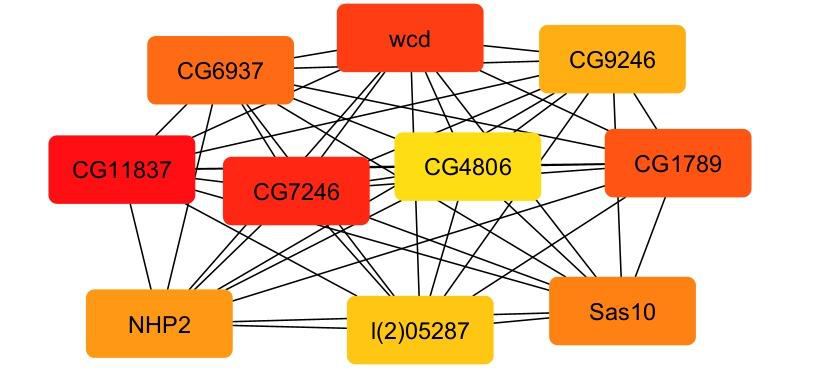 wcd
CG6937
CG9246
CG11837
CG7246
CG4806
CG1789
NHP2
l(2)05287
Sas10